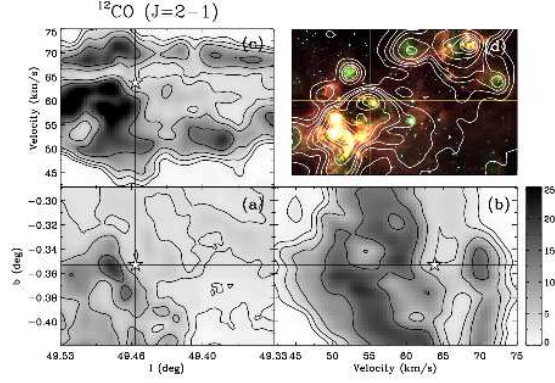 ¹²CO (J=2−1)
75
70
65
60
55
50
45
Velocity (km/s)
(c)
(d)
−0.30
−0.34
−0.36
−0.38
−0.40
b (deg)
(a)
(b)
25
20
15
10
5
0
49.53 49.46 49.40 49.33 45 50 55 60 65 70 75
l (deg) Velocity (km/s)